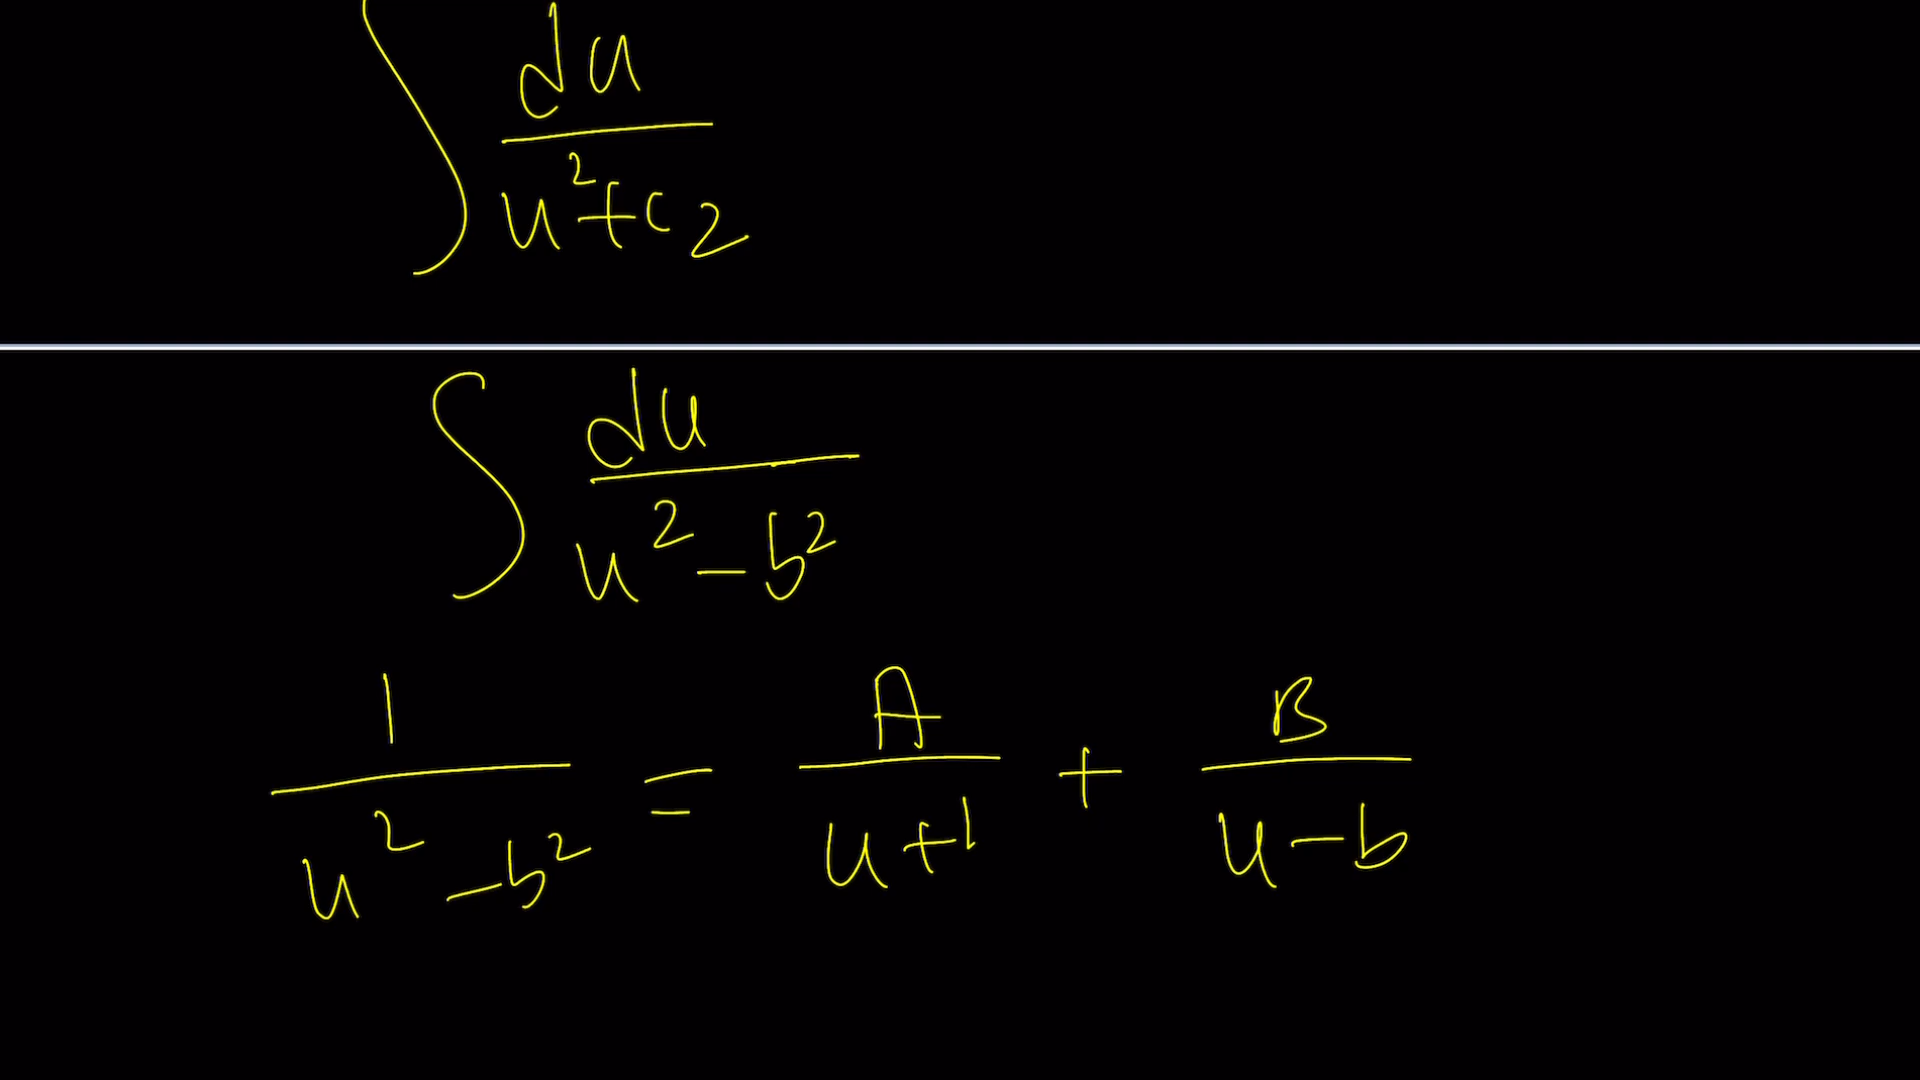 ∫ du / (u² + c₂)
∫ du / (u² - b²)
1 / (u² - b²) = A / (u + b) + B / (u - b)